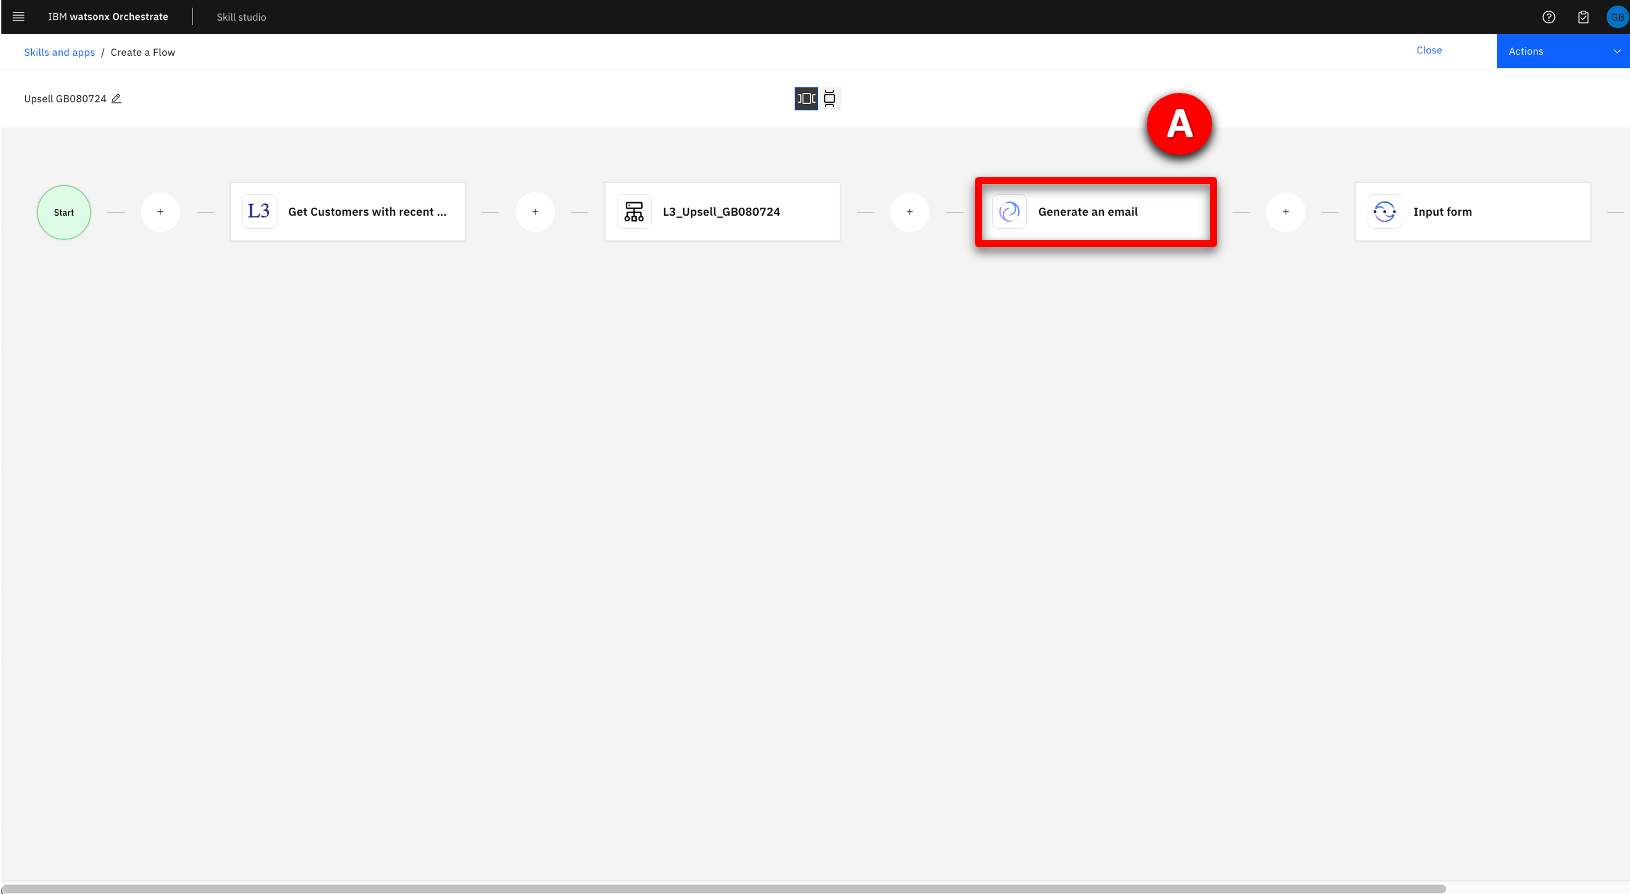 IBM watsonx Orchestrate Skill studio GB
Skills and apps / Create a Flow Close Actions
Upsell GB080724
A
Start + L3 Get Customers with recent ... + L3_Upsell_GB080724 + Generate an email + Input form